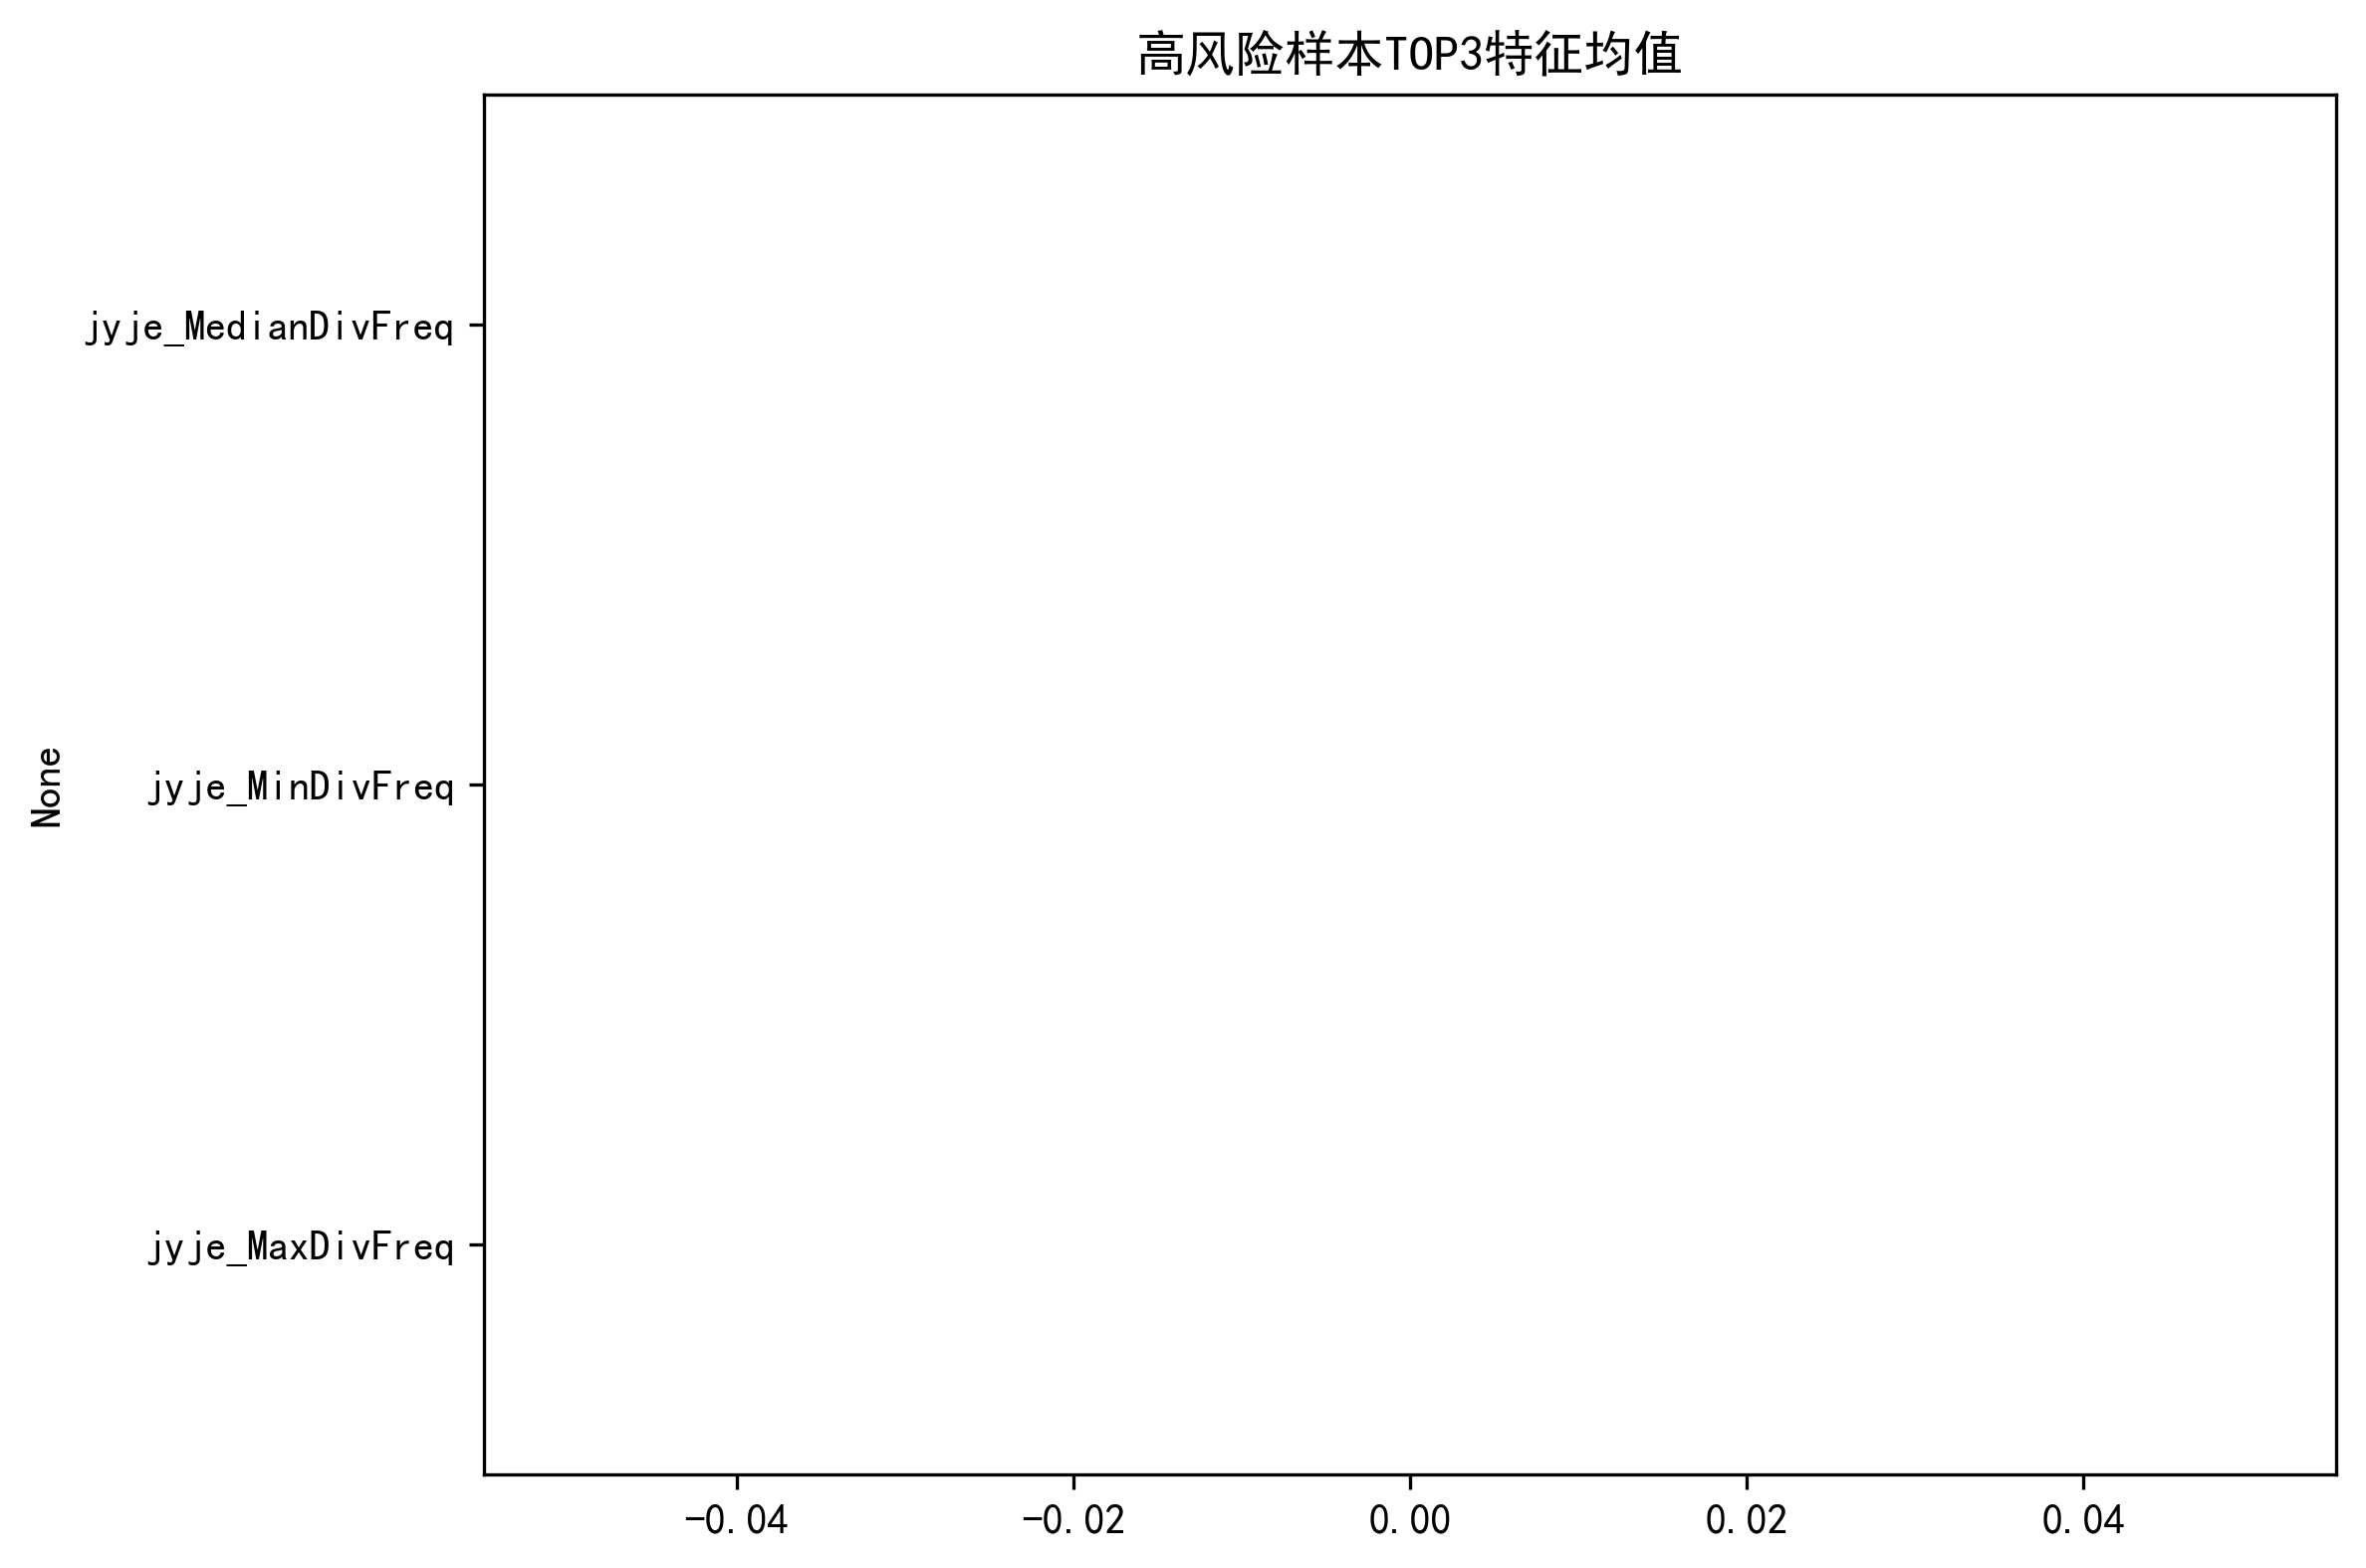 高风险样本TOP3特征均值
jyje_MedianDivFreq
None
jyje_MinDivFreq
jyje_MaxDivFreq
-0.04 -0.02 0.00 0.02 0.04